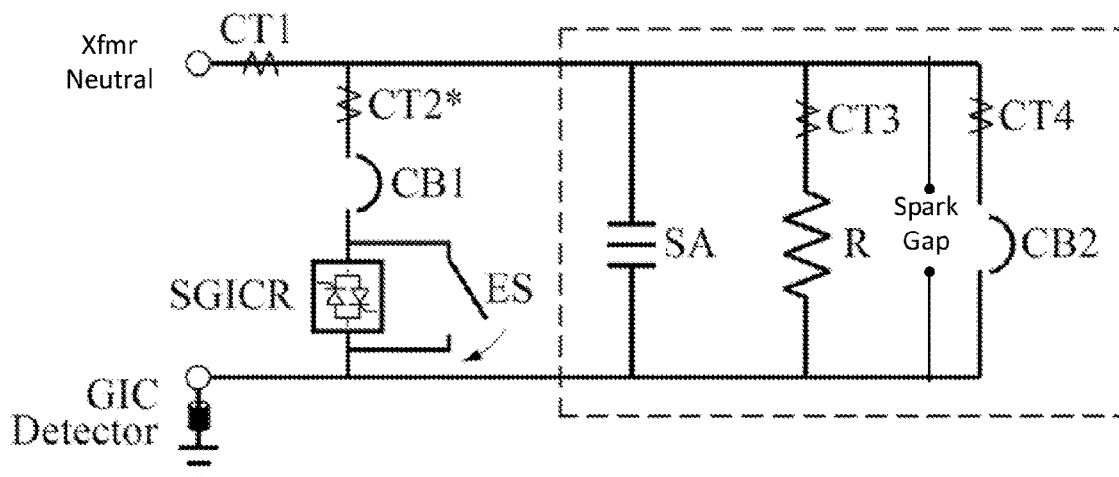 CT1
Xfmr
Neutral
CT2*
CT3
CT4
CB1
Spark
Gap
SA
R
CB2
SGICR
ES
GIC
Detector